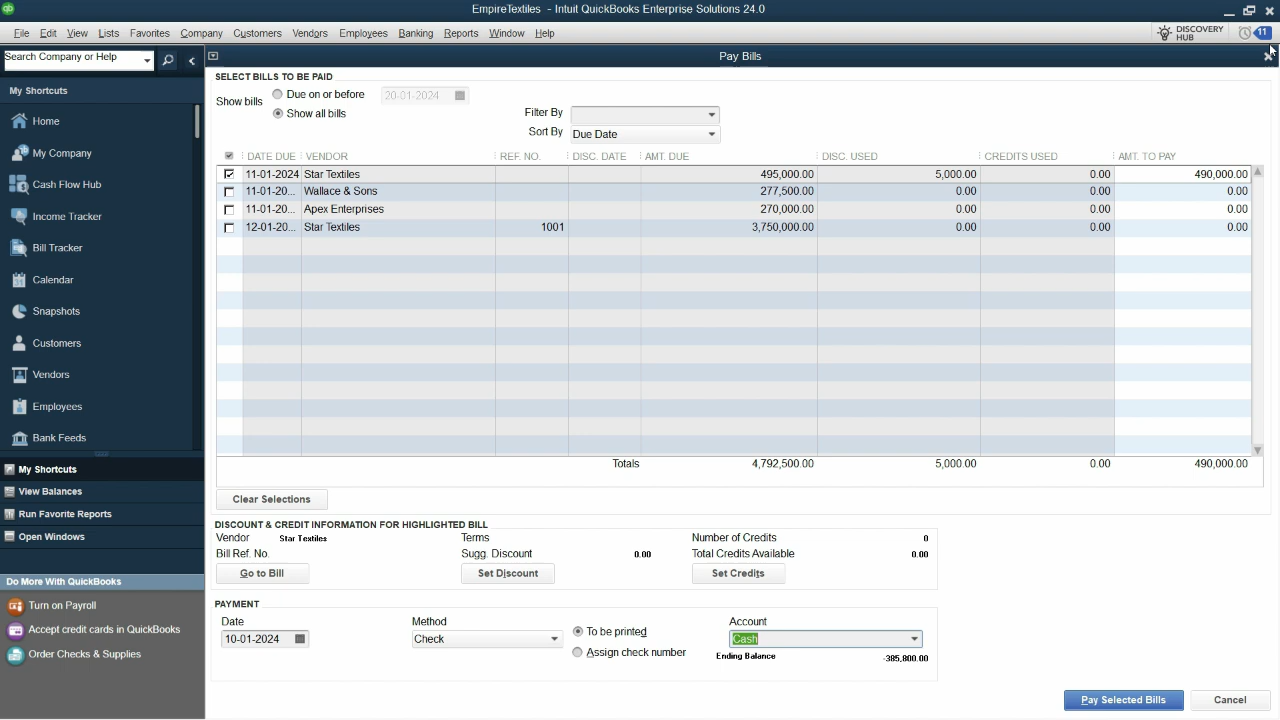 EmpireTextiles - Intuit QuickBooks Enterprise Solutions 24.0
File Edit View Lists Favorites Company Customers Vendors Employees Banking Reports Window Help
DISCOVERY HUB
11
Search Company or Help
Pay Bills
My Shortcuts
Home
My Company
Cash Flow Hub
Income Tracker
Bill Tracker
Calendar
Snapshots
Customers
Vendors
Employees
Bank Feeds
My Shortcuts
View Balances
Run Favorite Reports
Open Windows
Do More With QuickBooks
Turn on Payroll
Accept credit cards in QuickBooks
Order Checks & Supplies
SELECT BILLS TO BE PAID
Show bills
Due on or before 20-01-2024
Show all bills
Filter By
Sort By Due Date
DATE DUE VENDOR REF. NO. DISC. DATE AMT. DUE DISC. USED CREDITS USED AMT. TO PAY
11-01-2024 Star Textiles 495,000.00 5,000.00 0.00 490,000.00
11-01-20... Wallace & Sons 277,500.00 0.00 0.00 0.00
11-01-20... Apex Enterprises 270,000.00 0.00 0.00 0.00
12-01-20... Star Textiles 1001 3,750,000.00 0.00 0.00 0.00
Totals 4,792,500.00 5,000.00 0.00 490,000.00
Clear Selections
DISCOUNT & CREDIT INFORMATION FOR HIGHLIGHTED BILL
Vendor Star Textiles Terms Number of Credits 0
Bill Ref. No. Sugg. Discount 0.00 Total Credits Available 0.00
Go to Bill Set Discount Set Credits
PAYMENT
Date Method Account
10-01-2024 Check To be printed Cash
Assign check number Ending Balance -385,800.00
Pay Selected Bills Cancel